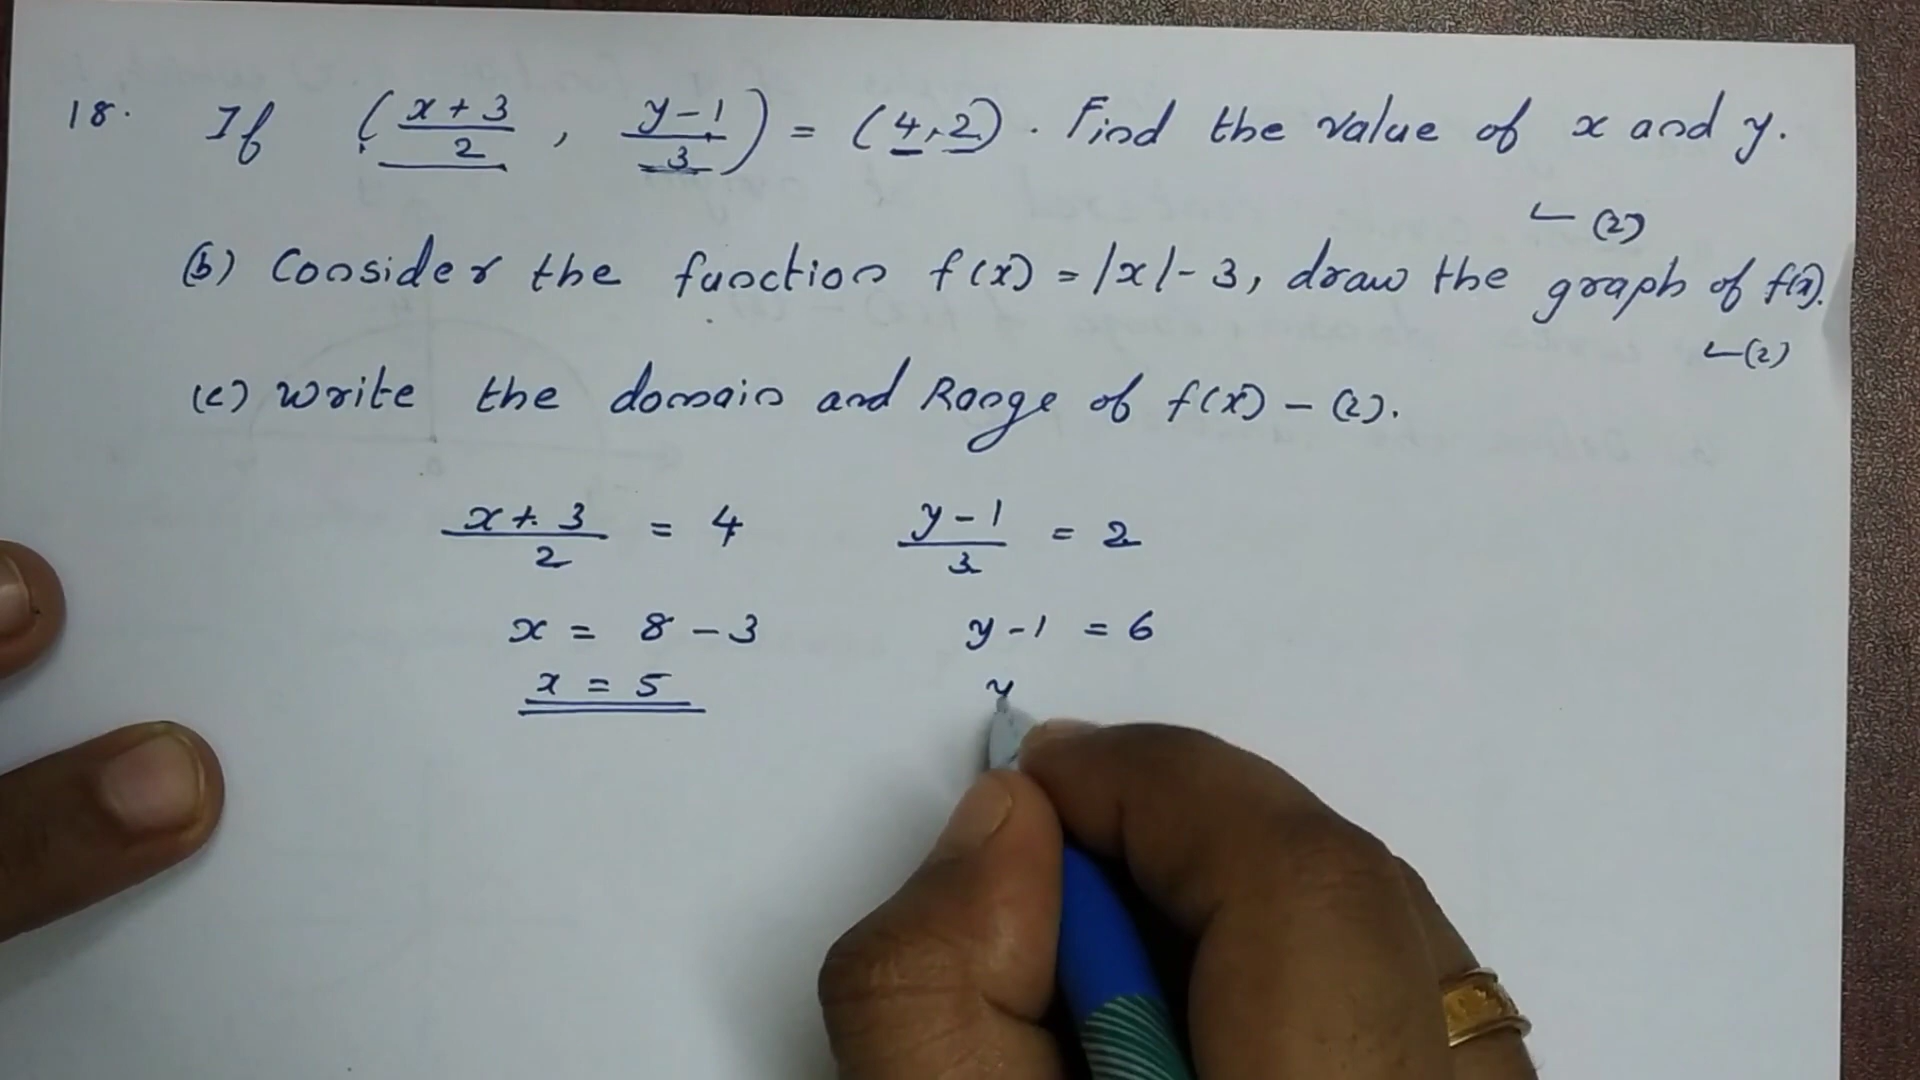 18. If (x+3/2, y-1/3) = (4,2). Find the value of x and y.
(2)
(b) Consider the function f(x) = |x| - 3, draw the graph of f(x).
(2)
(c) Write the domain and Range of f(x) - (2).
x+3/2 = 4 y-1/3 = 2
x = 8 - 3 y-1 = 6
x = 5 y